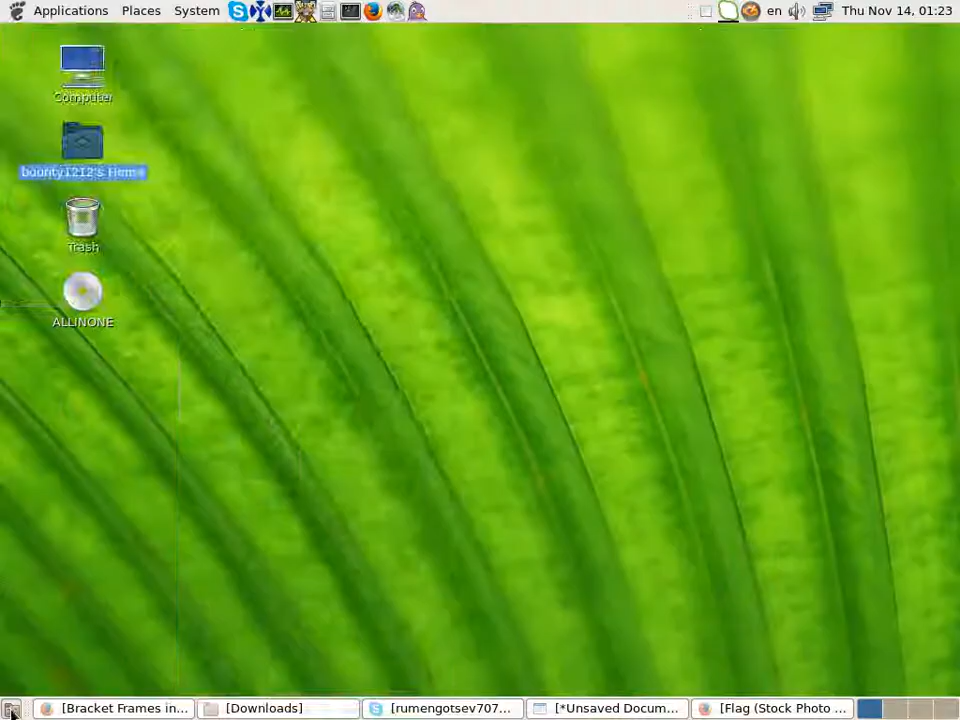 Applications Places System en Thu Nov 14, 01:23
Computer
bounty1212's Home
Trash
ALLINONE
[Bracket Frames in... [Downloads] [rumengotsev707... [*Unsaved Docum... [Flag (Stock Photo ...